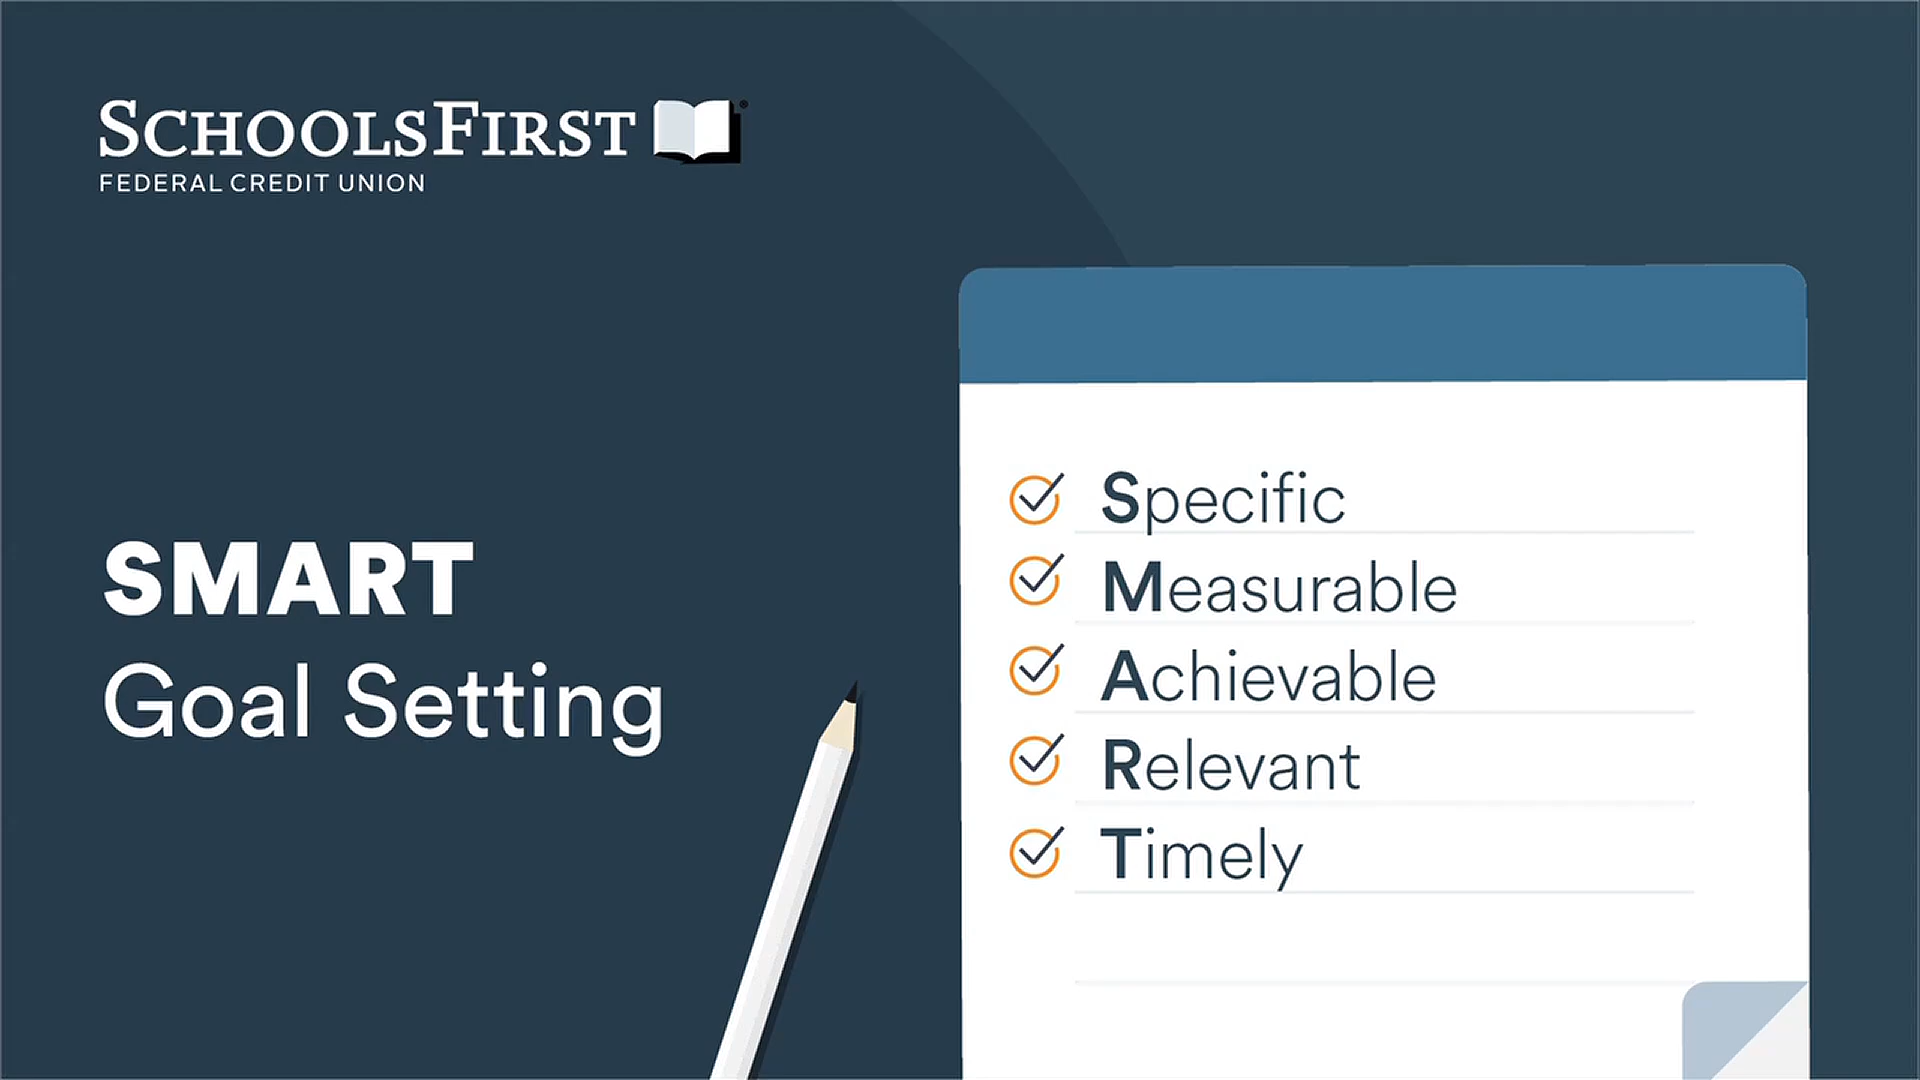 SCHOOLSFIRST
FEDERAL CREDIT UNION
SMART
Goal Setting
Specific
Measurable
Achievable
Relevant
Timely